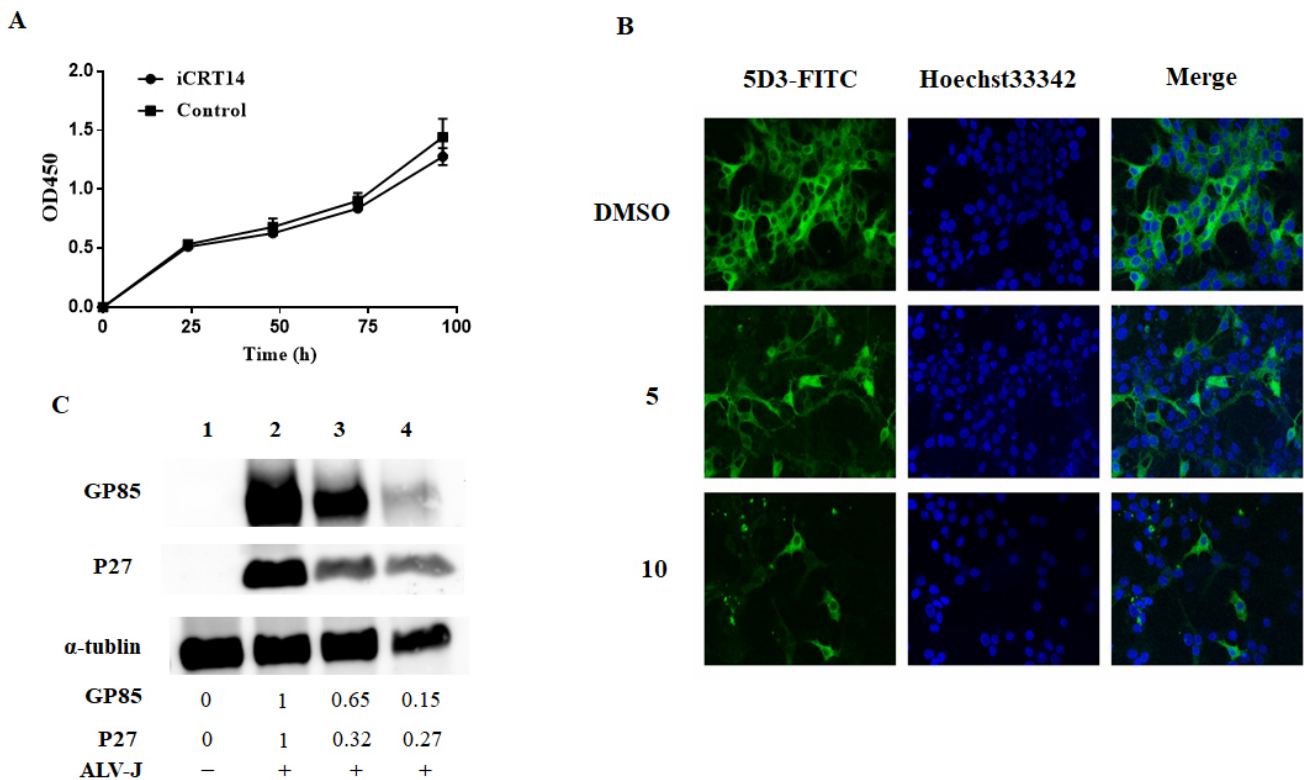 A
iCRT14
Control
2.0
1.5
1.0
0.5
0.0
OD450
0 25 50 75 100
Time (h)
B
5D3-FITC Hoechst33342 Merge
DMSO
5
10
C
1 2 3 4
GP85
P27
α-tublin
GP85 0 1 0.65 0.15
P27 0 1 0.32 0.27
ALV-J − + + +